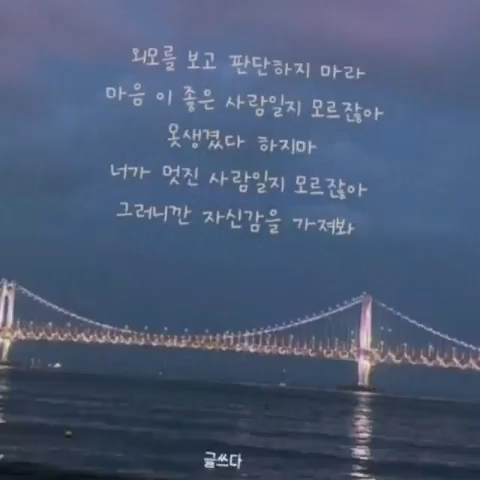 외모를 보고 판단하지 마라
마음 이 좋은 사람일지 모르잖아
못생겼다 하지마
너가 멋진 사람일지 모르잖아
그러니깐 자신감을 가져봐
글쓰다